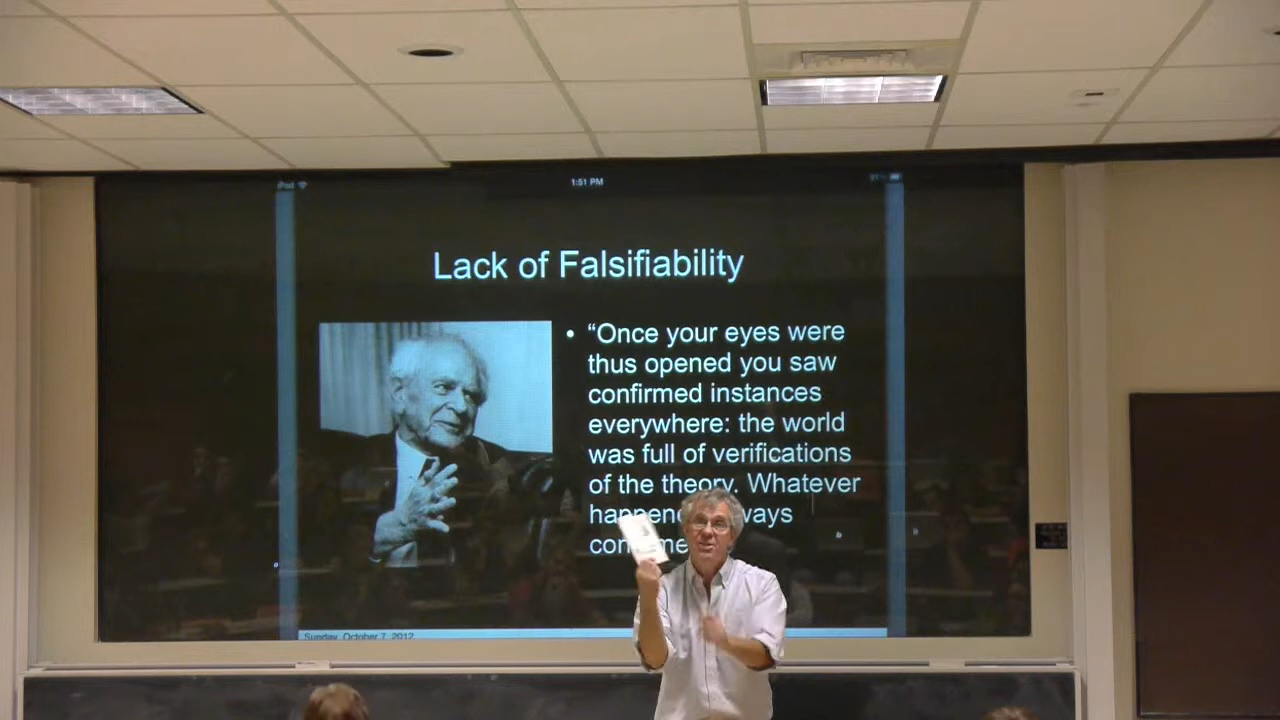 iPod
1:51 PM
Lack of Falsifiability
• “Once your eyes were
thus opened you saw
confirmed instances
everywhere: the world
was full of verifications
of the theory. Whatever
Sunday, October 7, 2012